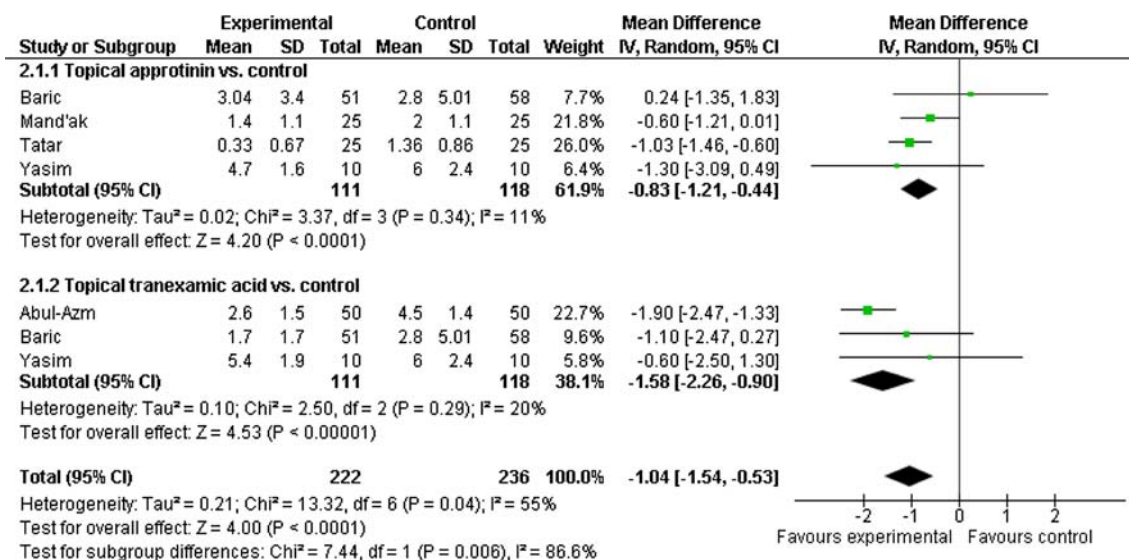 Experimental Control Mean Difference Mean Difference
Study or Subgroup Mean SD Total Mean SD Total Weight IV, Random, 95% CI IV, Random, 95% CI
2.1.1 Topical approtinin vs. control
Baric 3.04 3.4 51 2.8 5.01 58 7.7% 0.24 [-1.35, 1.83]
Mand'ak 1.4 1.1 25 2 1.1 25 21.8% -0.60 [-1.21, 0.01]
Tatar 0.33 0.67 25 1.36 0.86 25 26.0% -1.03 [-1.46, -0.60]
Yasim 4.7 1.6 10 6 2.4 10 6.4% -1.30 [-3.09, 0.49]
Subtotal (95% CI) 111 118 61.9% -0.83 [-1.21, -0.44]
Heterogeneity: Tau² = 0.02; Chi² = 3.37, df = 3 (P = 0.34); I² = 11%
Test for overall effect: Z = 4.20 (P < 0.0001)
2.1.2 Topical tranexamic acid vs. control
Abul-Azm 2.6 1.5 50 4.5 1.4 50 22.7% -1.90 [-2.47, -1.33]
Baric 1.7 1.7 51 2.8 5.01 58 9.6% -1.10 [-2.47, 0.27]
Yasim 5.4 1.9 10 6 2.4 10 5.8% -0.60 [-2.50, 1.30]
Subtotal (95% CI) 111 118 38.1% -1.58 [-2.26, -0.90]
Heterogeneity: Tau² = 0.10; Chi² = 2.50, df = 2 (P = 0.29); I² = 20%
Test for overall effect: Z = 4.53 (P < 0.00001)
Total (95% CI) 222 236 100.0% -1.04 [-1.54, -0.53]
Heterogeneity: Tau² = 0.21; Chi² = 13.32, df = 6 (P = 0.04); I² = 55%
Test for overall effect: Z = 4.00 (P < 0.0001)
Test for subgroup differences: Chi² = 7.44, df = 1 (P = 0.006), I² = 86.6%
-2 -1 0 1 2
Favours experimental Favours control